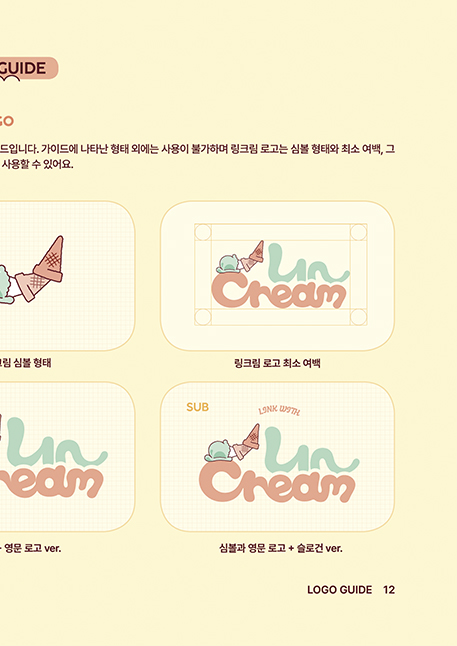 GUIDE
GO
드입니다. 가이드에 나타난 형태 외에는 사용이 불가하며 링크림 로고는 심볼 형태와 최소 여백, 그
사용할 수 있어요.
Lin
Cream
크림 심볼 형태
링크림 로고 최소 여백
SUB
LINK WITH
Lin
ream
Lin
Cream
+ 영문 로고 ver.
심볼과 영문 로고 + 슬로건 ver.
LOGO GUIDE 12